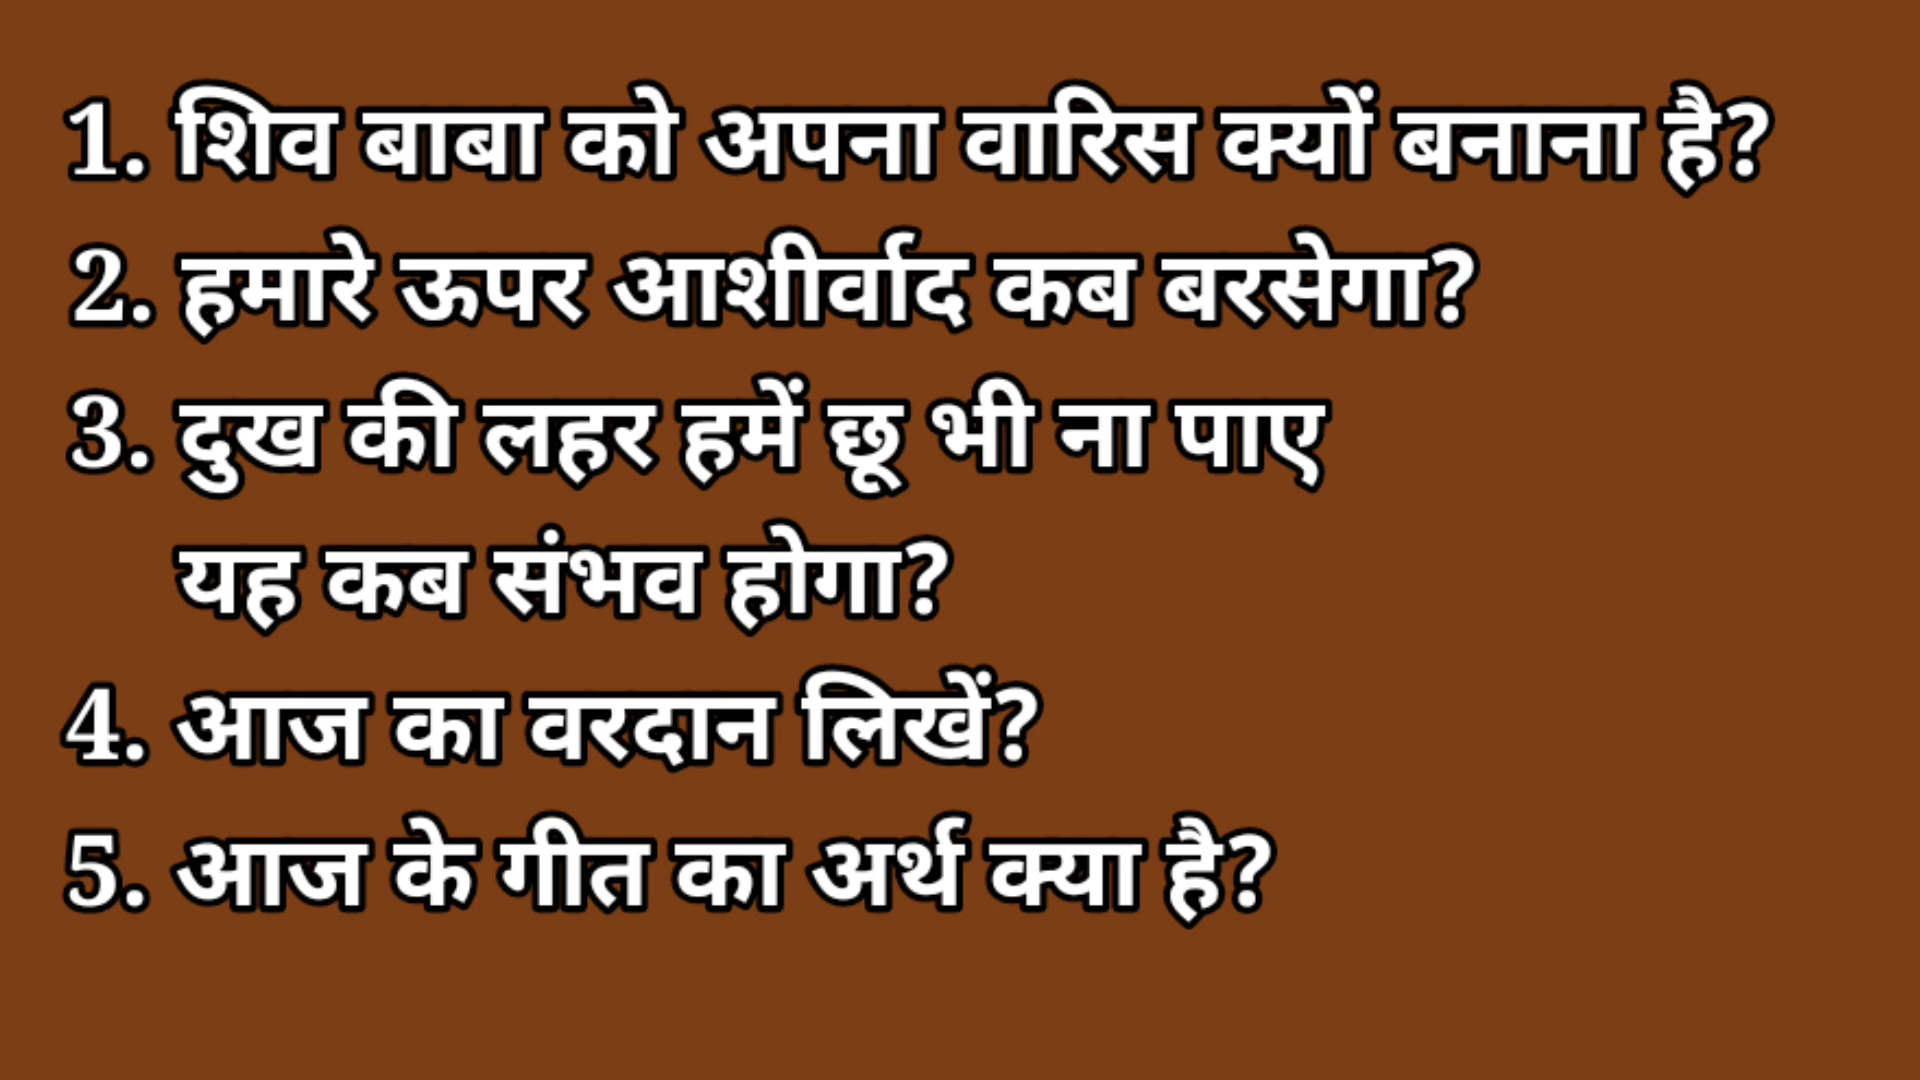 1. शिव बाबा को अपना वारिस क्यों बनाना है?
2. हमारे ऊपर आशीर्वाद कब बरसेगा?
3. दुख की लहर हमें छू भी ना पाए
यह कब संभव होगा?
4. आज का वरदान लिखें?
5. आज के गीत का अर्थ क्या है?